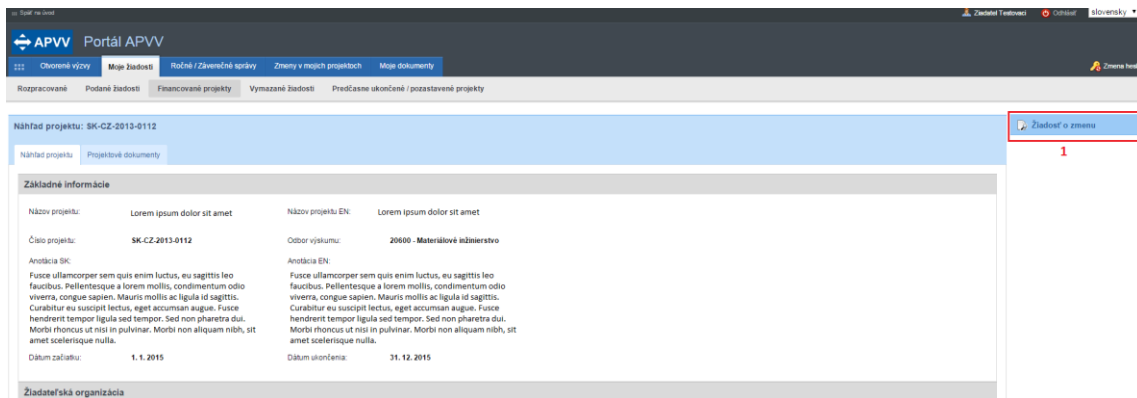 Späť na úvod
Ziadatel Testovaci
Odhlásiť
slovensky
APVV Portál APVV
Otvorené výzvy Moje žiadosti Ročné / Záverečné správy Zmeny v mojich projektoch Moje dokumenty
Zmena hes
Rozpracované Podané žiadosti Financované projekty Vymazané žiadosti Predčasne ukončené / pozastavené projekty
Náhľad projektu: SK-CZ-2013-0112
Žiadosť o zmenu
1
Náhľad projektu Projektové dokumenty
Základné informácie
Názov projektu: Lorem ipsum dolor sit amet Názov projektu EN: Lorem ipsum dolor sit amet
Číslo projektu: SK-CZ-2013-0112 Odbor výskumu: 20600 - Materiálové inžinierstvo
Anotácia SK:
Fusce ullamcorper sem quis enim luctus, eu sagittis leo
faucibus. Pellentesque a lorem mollis, condimentum odio
viverra, congue sapien. Mauris mollis ac ligula id sagittis.
Curabitur eu suscipit lectus, eget accumsan augue. Fusce
hendrerit tempor ligula sed tempor. Sed non pharetra dui.
Morbi rhoncus ut nisi in pulvinar. Morbi non aliquam nibh, sit
amet scelerisque nulla.
Anotácia EN:
Fusce ullamcorper sem quis enim luctus, eu sagittis leo
faucibus. Pellentesque a lorem mollis, condimentum odio
viverra, congue sapien. Mauris mollis ac ligula id sagittis.
Curabitur eu suscipit lectus, eget accumsan augue. Fusce
hendrerit tempor ligula sed tempor. Sed non pharetra dui.
Morbi rhoncus ut nisi in pulvinar. Morbi non aliquam nibh, sit
amet scelerisque nulla.
Dátum začiatku: 1. 1. 2015 Dátum ukončenia: 31. 12. 2015
Žiadateľská organizácia